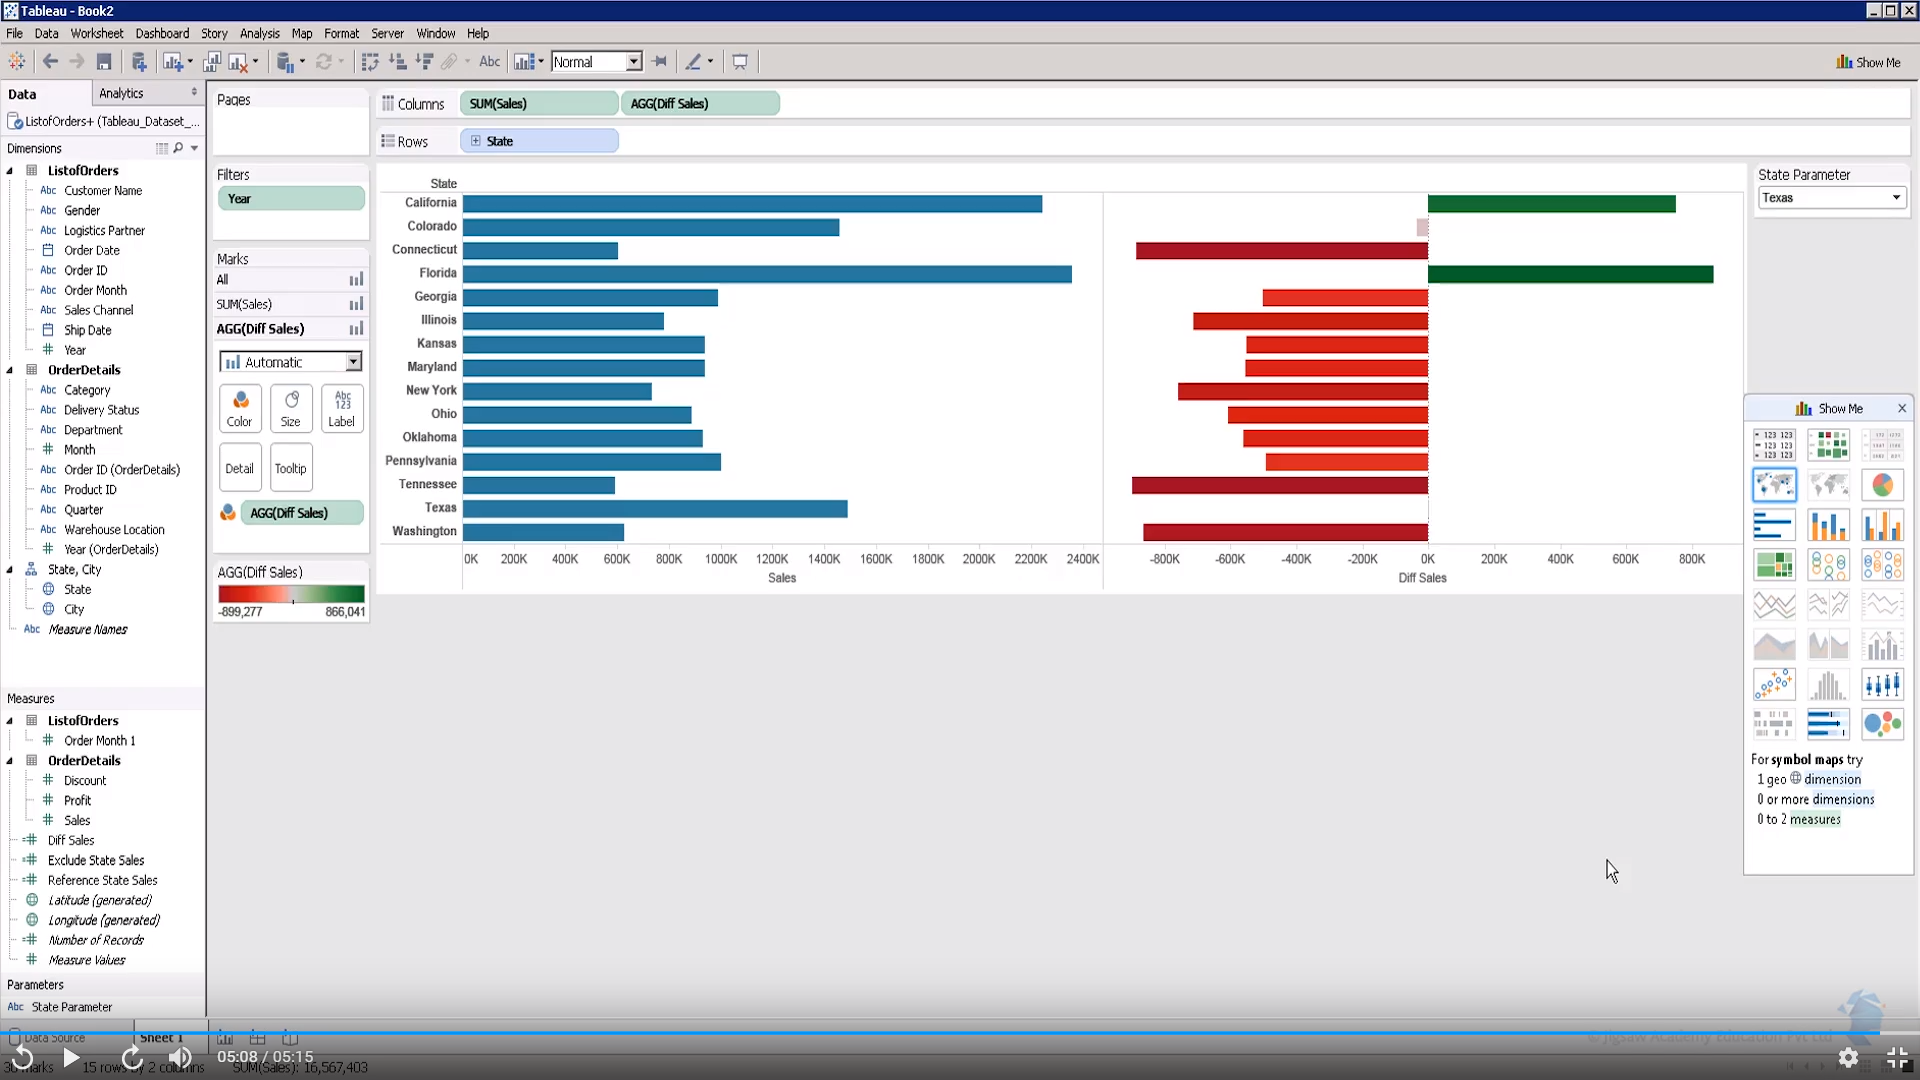 Tableau - Book2
File Data Worksheet Dashboard Story Analysis Map Format Server Window Help
Abc Normal Show Me
Data Analytics
ListofOrders+ (Tableau_Dataset_...
Dimensions
ListofOrders
Abc Customer Name
Abc Gender
Abc Logistics Partner
Order Date
Abc Order ID
Abc Order Month
Abc Sales Channel
Ship Date
# Year
OrderDetails
Abc Category
Abc Delivery Status
Abc Department
# Month
Abc Order ID (OrderDetails)
Abc Product ID
Abc Quarter
Abc Warehouse Location
# Year (OrderDetails)
State, City
State
City
Abc Measure Names
Measures
ListofOrders
# Order Month 1
OrderDetails
# Discount
# Profit
# Sales
=# Diff Sales
=# Exclude State Sales
=# Reference State Sales
Latitude (generated)
Longitude (generated)
=# Number of Records
# Measure Values
Parameters
Abc State Parameter
Pages
Filters
Year
Marks
All
SUM(Sales)
AGG(Diff Sales)
Automatic
Color Size Abc 123 Label
Detail Tooltip
AGG(Diff Sales)
AGG(Diff Sales)
-899,277 866,041
Columns SUM(Sales) AGG(Diff Sales)
Rows State
State
California
Colorado
Connecticut
Florida
Georgia
Illinois
Kansas
Maryland
New York
Ohio
Oklahoma
Pennsylvania
Tennessee
Texas
Washington
0K 200K 400K 600K 800K 1000K 1200K 1400K 1600K 1800K 2000K 2200K 2400K
Sales
-800K -600K -400K -200K 0K 200K 400K 600K 800K
Diff Sales
State Parameter
Texas
Show Me
For symbol maps try
1 geo dimension
0 or more dimensions
0 to 2 measures
Data Source Sheet 1
© Jigsaw Academy Education Pvt Ltd
05:08 / 05:15
marks 15 rows by 2 columns SUM(Sales): 16,567,403